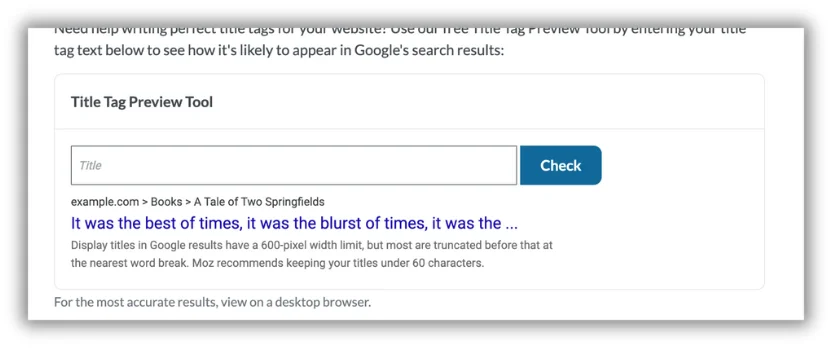 Need help writing perfect title tags for your website? Use our free Title Tag Preview Tool by entering your title
tag text below to see how it's likely to appear in Google's search results:
Title Tag Preview Tool
Title
Check
example.com > Books > A Tale of Two Springfields
It was the best of times, it was the blurst of times, it was the ...
Display titles in Google results have a 600-pixel width limit, but most are truncated before that at
the nearest word break. Moz recommends keeping your titles under 60 characters.
For the most accurate results, view on a desktop browser.